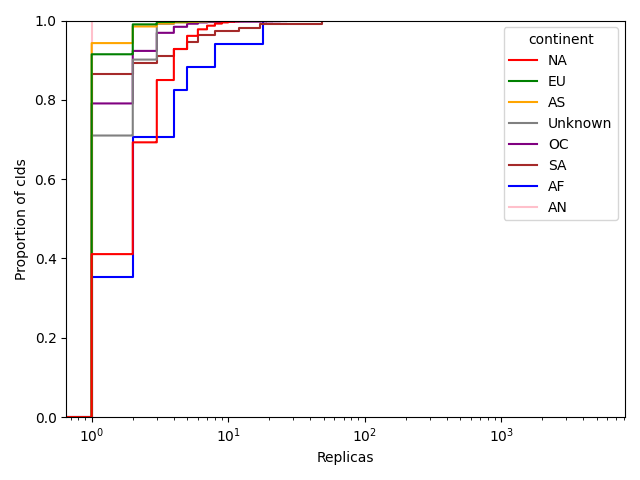 1.0
0.8
0.6
0.4
0.2
0.0
Proportion of cIds
10⁰
10¹
10²
10³
Replicas
continent
NA
EU
AS
Unknown
OC
SA
AF
AN